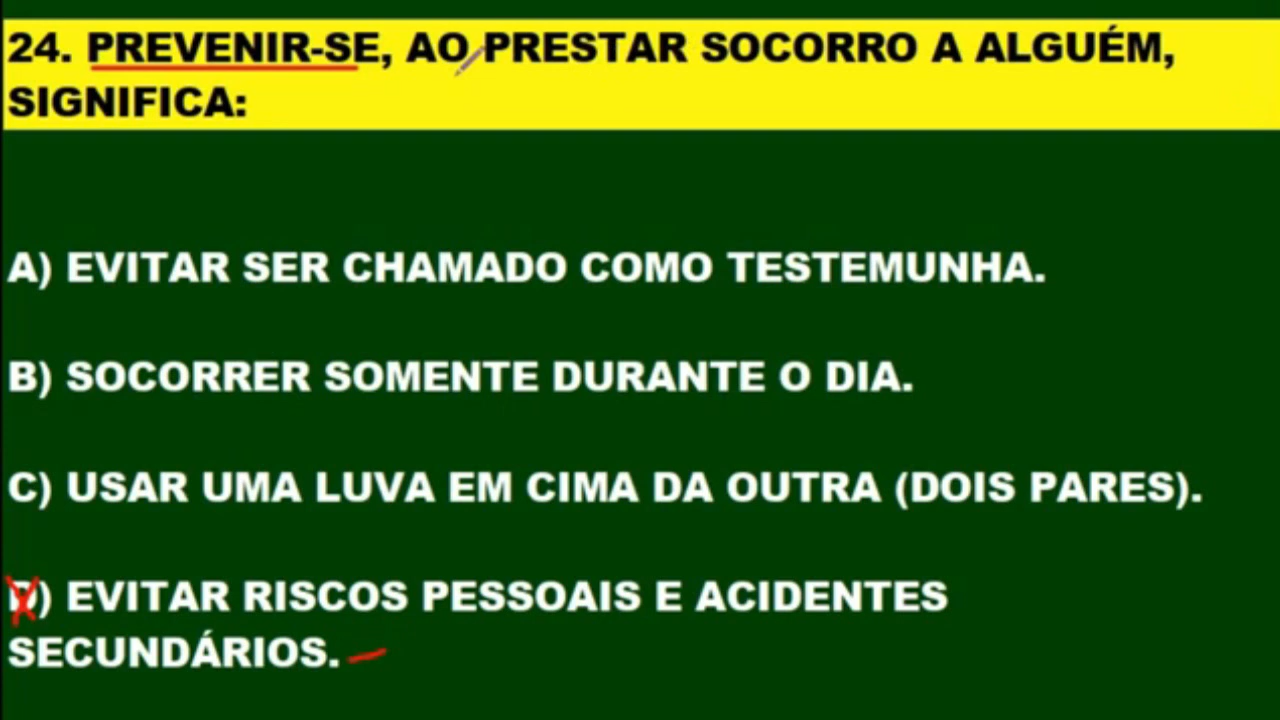 24. PREVENIR-SE, AO PRESTAR SOCORRO A ALGUÉM,
SIGNIFICA:
A) EVITAR SER CHAMADO COMO TESTEMUNHA.
B) SOCORRER SOMENTE DURANTE O DIA.
C) USAR UMA LUVA EM CIMA DA OUTRA (DOIS PARES).
D) EVITAR RISCOS PESSOAIS E ACIDENTES
SECUNDÁRIOS.